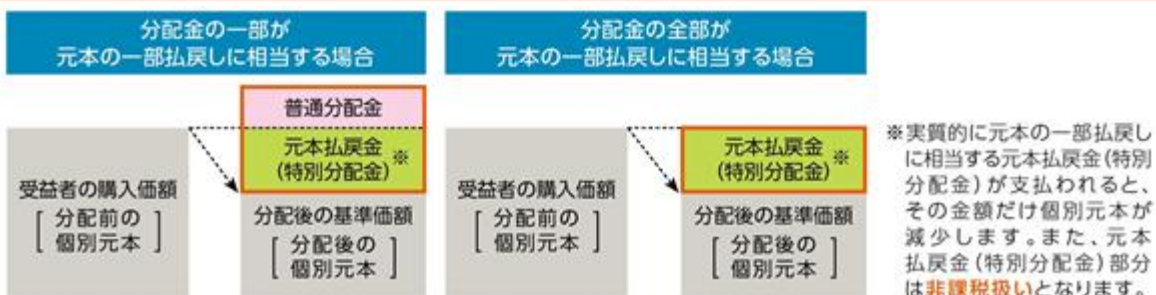 分配金の一部が
元本の一部払戻しに相当する場合
普通分配金
元本払戻金
(特別分配金) ※
受益者の購入価額
[ 分配前の
個別元本 ]
分配後の基準価額
[ 分配後の
個別元本 ]
分配金の全部が
元本の一部払戻しに相当する場合
元本払戻金
(特別分配金) ※
受益者の購入価額
[ 分配前の
個別元本 ]
分配後の基準価額
[ 分配後の
個別元本 ]
※実質的に元本の一部払戻し
に相当する元本払戻金(特別
分配金)が支払われると、
その金額だけ個別元本が
減少します。また、元本
払戻金(特別分配金)部分
は非課税扱いとなります。